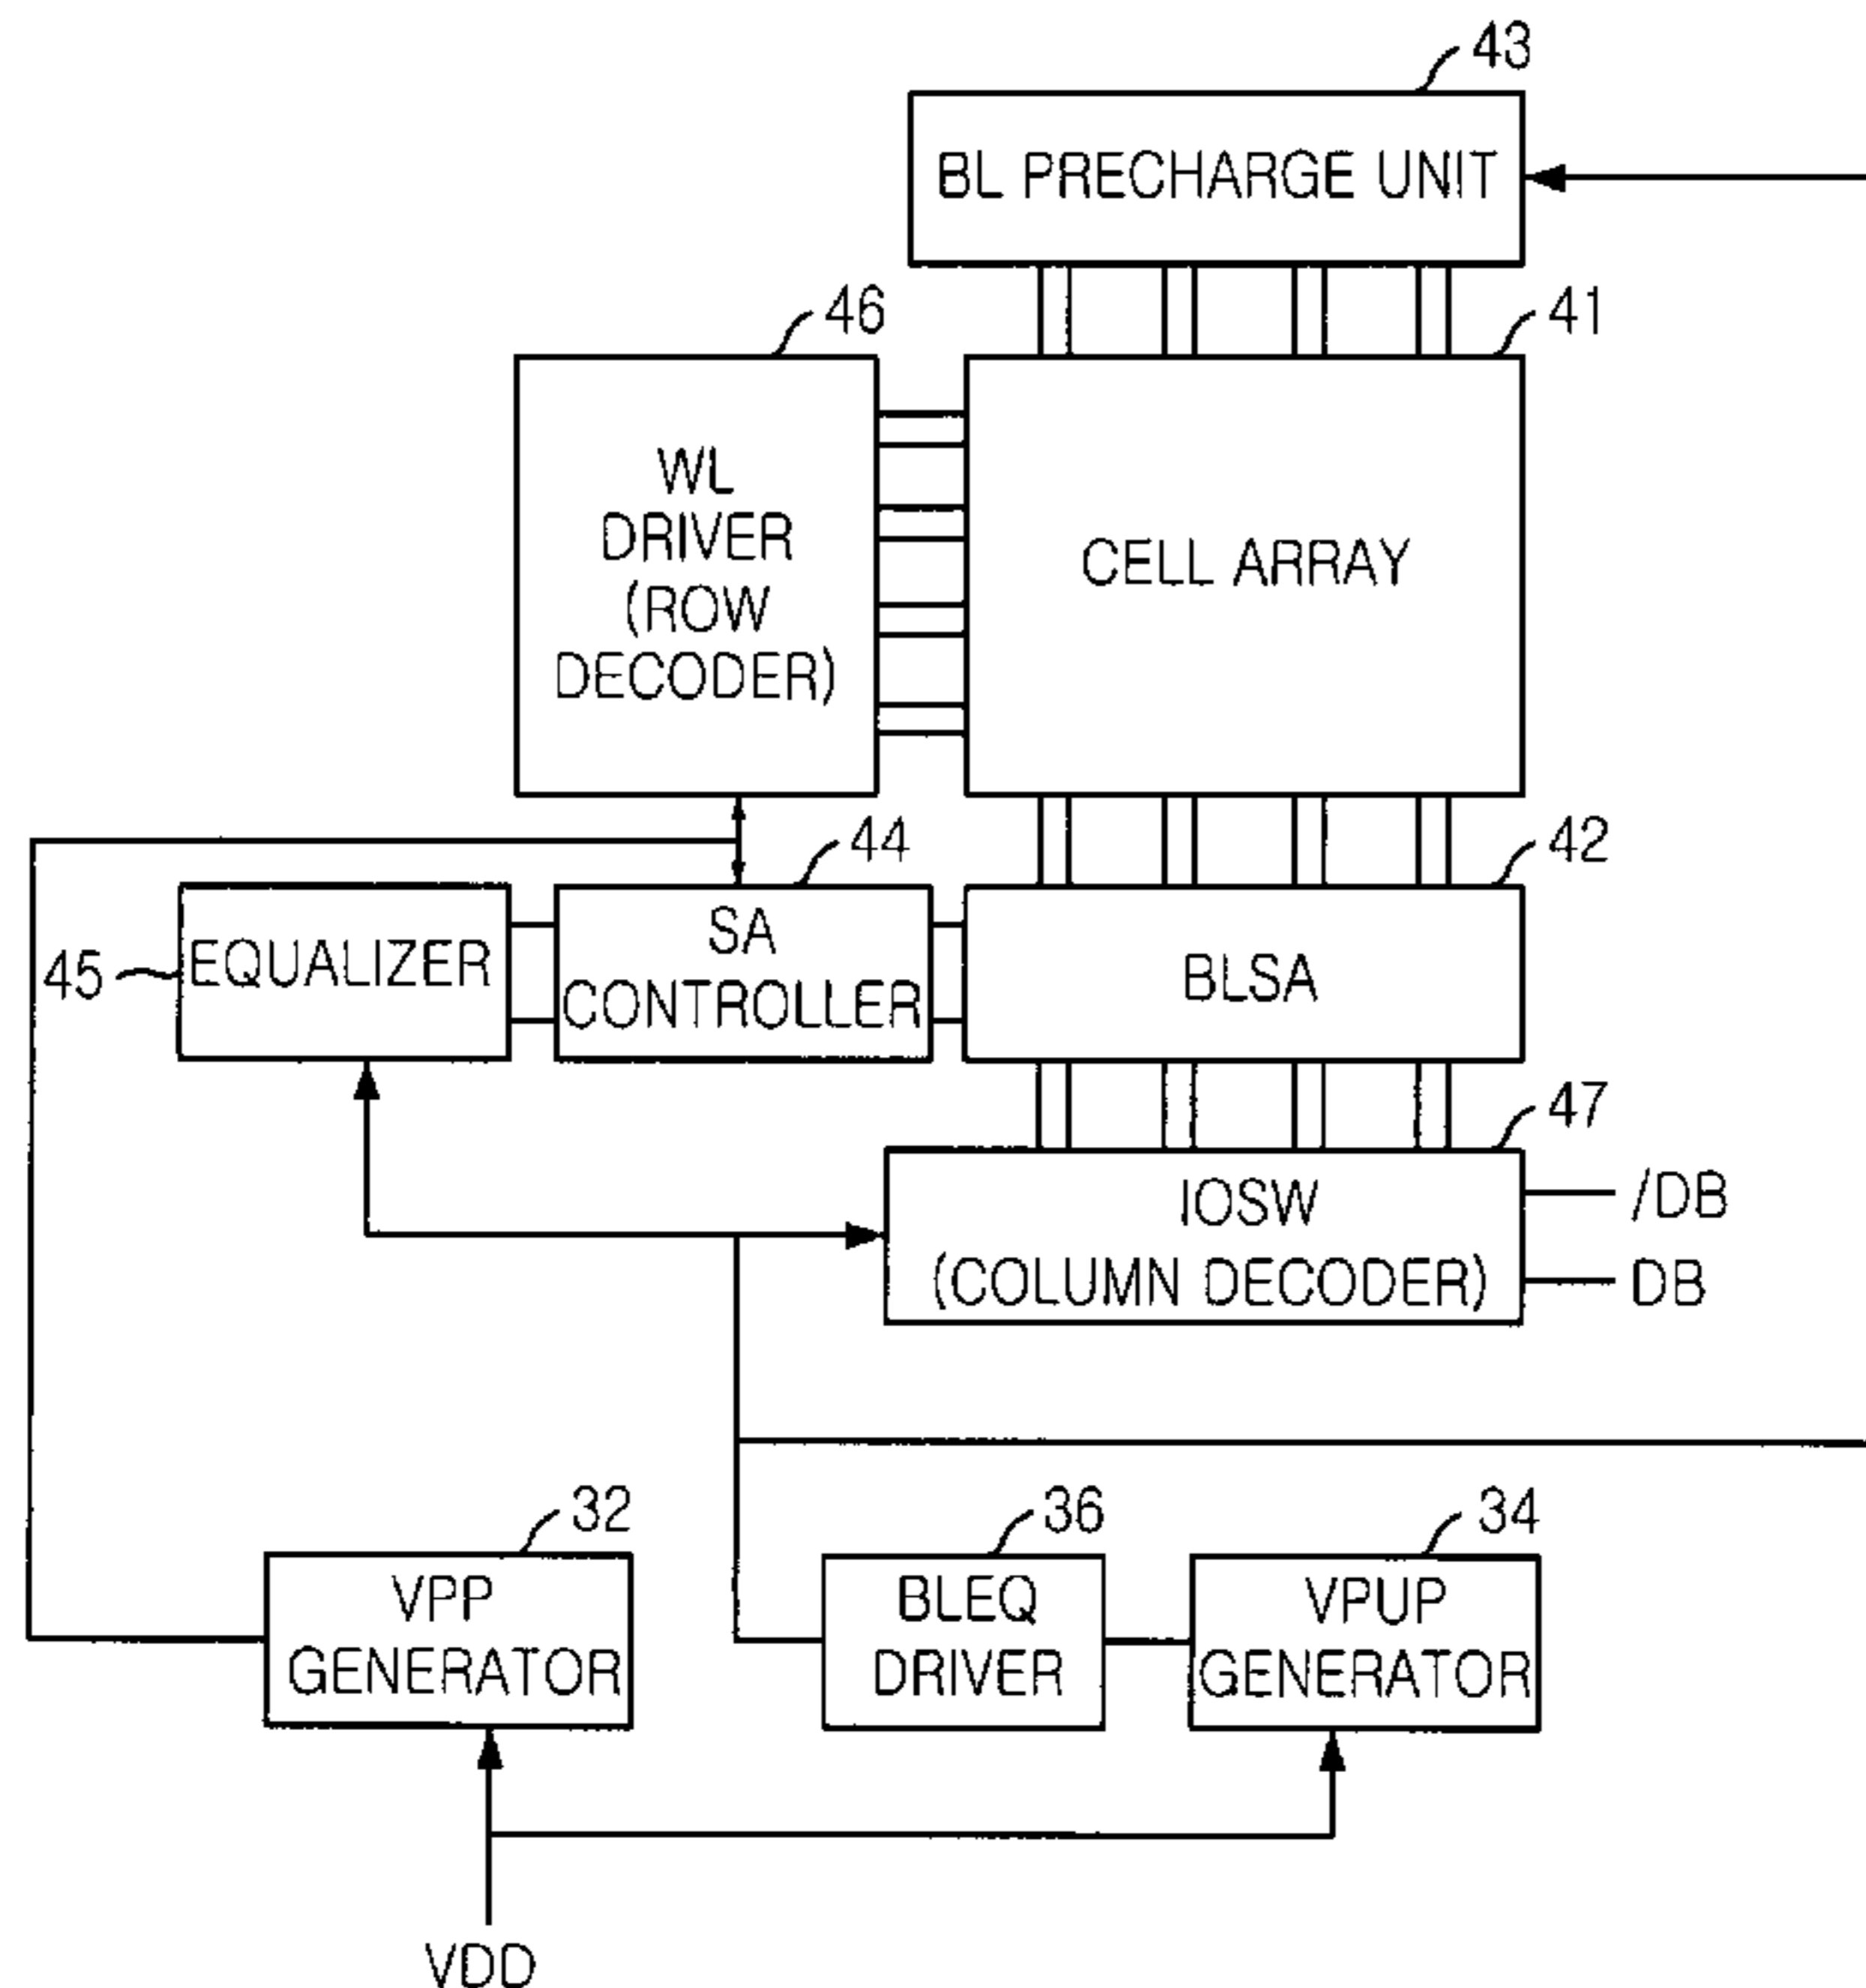 43
BL PRECHARGE UNIT
46
41
WL
DRIVER
(ROW
DECODER)
CELL ARRAY
44
42
45
EQUALIZER
SA
CONTROLLER
BLSA
47
IOSW
(COLUMN DECODER)
/DB
DB
32
36
34
VPP
GENERATOR
BLEQ
DRIVER
VPUP
GENERATOR
VDD